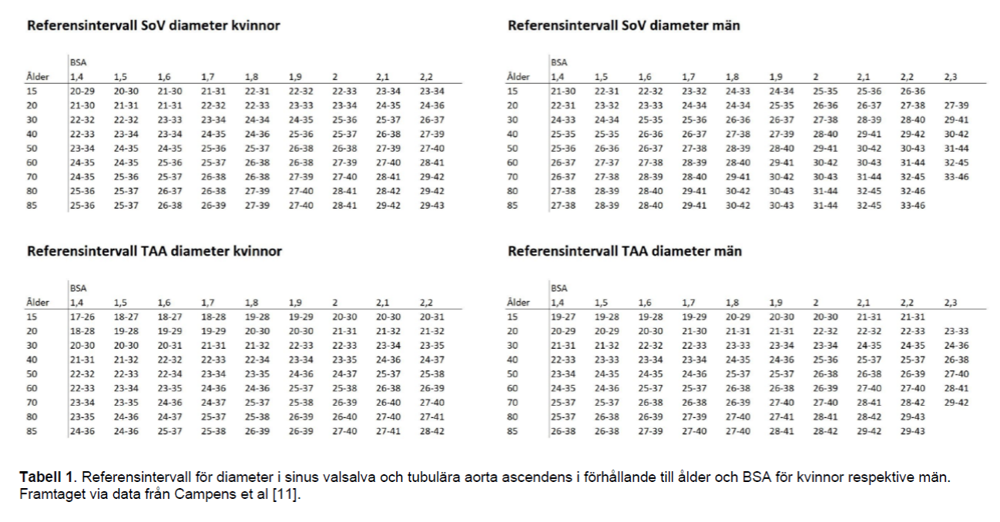 Referensintervall SoV diameter kvinnor
BSA
Ålder 1,4 1,5 1,6 1,7 1,8 1,9 2 2,1 2,2
15 20-29 20-30 21-30 21-31 22-31 22-32 22-33 23-34 23-34
20 21-30 21-31 21-31 22-32 22-33 23-33 23-34 24-35 24-36
30 22-32 22-32 23-33 23-34 24-34 24-35 25-36 25-37 26-37
40 22-33 23-34 23-34 24-35 24-36 25-36 25-37 26-38 27-39
50 23-34 24-35 24-35 25-36 25-37 26-38 26-38 27-39 27-40
60 24-35 24-35 25-36 25-37 26-38 26-38 27-39 27-40 28-41
70 24-35 25-36 25-37 26-38 26-38 27-39 27-40 28-41 29-42
80 25-36 25-37 26-37 26-38 27-39 27-40 28-41 28-42 29-42
85 25-36 25-37 26-38 26-39 27-39 27-40 28-41 29-42 29-43
Referensintervall SoV diameter män
BSA
Ålder 1,4 1,5 1,6 1,7 1,8 1,9 2 2,1 2,2 2,3
15 21-30 22-31 22-32 23-32 24-33 24-34 25-35 25-36 26-36
20 22-31 23-32 23-33 24-34 24-34 25-35 26-36 26-37 27-38 27-39
30 24-33 24-34 25-35 25-36 26-36 26-37 27-38 28-39 28-40 29-41
40 25-35 25-35 26-36 26-37 27-38 27-39 28-40 29-41 29-42 30-42
50 25-36 26-36 26-37 27-38 28-39 28-40 29-41 30-42 30-43 31-44
60 26-37 27-37 27-38 28-39 28-40 29-41 30-42 30-43 31-44 32-45
70 26-37 27-38 28-39 28-40 29-41 30-42 30-43 31-44 32-45 33-46
80 27-38 28-39 28-40 29-41 30-42 30-43 31-44 32-45 32-46
85 27-38 28-39 28-40 29-41 30-42 30-43 31-44 32-45 33-46
Referensintervall TAA diameter kvinnor
BSA
Ålder 1,4 1,5 1,6 1,7 1,8 1,9 2 2,1 2,2
15 17-26 18-27 18-27 18-28 19-28 19-29 20-30 20-30 20-31
20 18-28 19-28 19-29 19-29 20-30 20-30 21-31 21-32 21-32
30 20-30 20-30 20-31 21-31 21-32 22-33 22-33 23-34 23-35
40 21-31 21-32 22-32 22-33 22-34 23-34 23-35 24-36 24-37
50 22-32 22-33 22-34 23-34 23-35 24-36 24-37 25-37 25-38
60 22-33 23-34 23-35 24-36 24-36 25-37 25-38 26-38 26-39
70 23-34 23-35 24-36 24-37 25-37 25-38 26-39 26-40 27-40
80 23-35 24-36 24-37 25-37 25-38 26-39 26-40 27-40 27-41
85 24-36 24-36 25-37 25-38 26-39 26-39 27-40 27-41 28-42
Referensintervall TAA diameter män
BSA
Ålder 1,4 1,5 1,6 1,7 1,8 1,9 2 2,1 2,2 2,3
15 19-27 19-28 19-28 19-29 20-29 20-30 20-30 21-31 21-31
20 20-29 20-29 20-30 21-30 21-31 21-31 22-32 22-32 22-33 23-33
30 21-31 21-32 22-32 22-33 23-33 23-34 23-34 24-35 24-35 24-36
40 22-33 23-33 23-34 23-34 24-35 24-36 25-36 25-37 25-37 26-38
50 23-34 24-35 24-35 24-36 25-37 25-37 26-38 26-38 26-39 27-40
60 24-35 24-36 25-37 25-37 26-38 26-38 26-39 27-40 27-40 28-41
70 25-37 25-37 26-38 26-38 26-39 27-40 27-40 28-41 28-42 29-42
80 25-37 26-38 26-39 27-39 27-40 27-41 28-41 28-42 29-43
85 26-38 26-38 27-39 27-40 27-40 28-41 28-42 29-42 29-43
Tabell 1. Referensintervall för diameter i sinus valsalva och tubulära aorta ascendens i förhållande till ålder och BSA för kvinnor respektive män.
Framtaget via data från Campens et al [11].